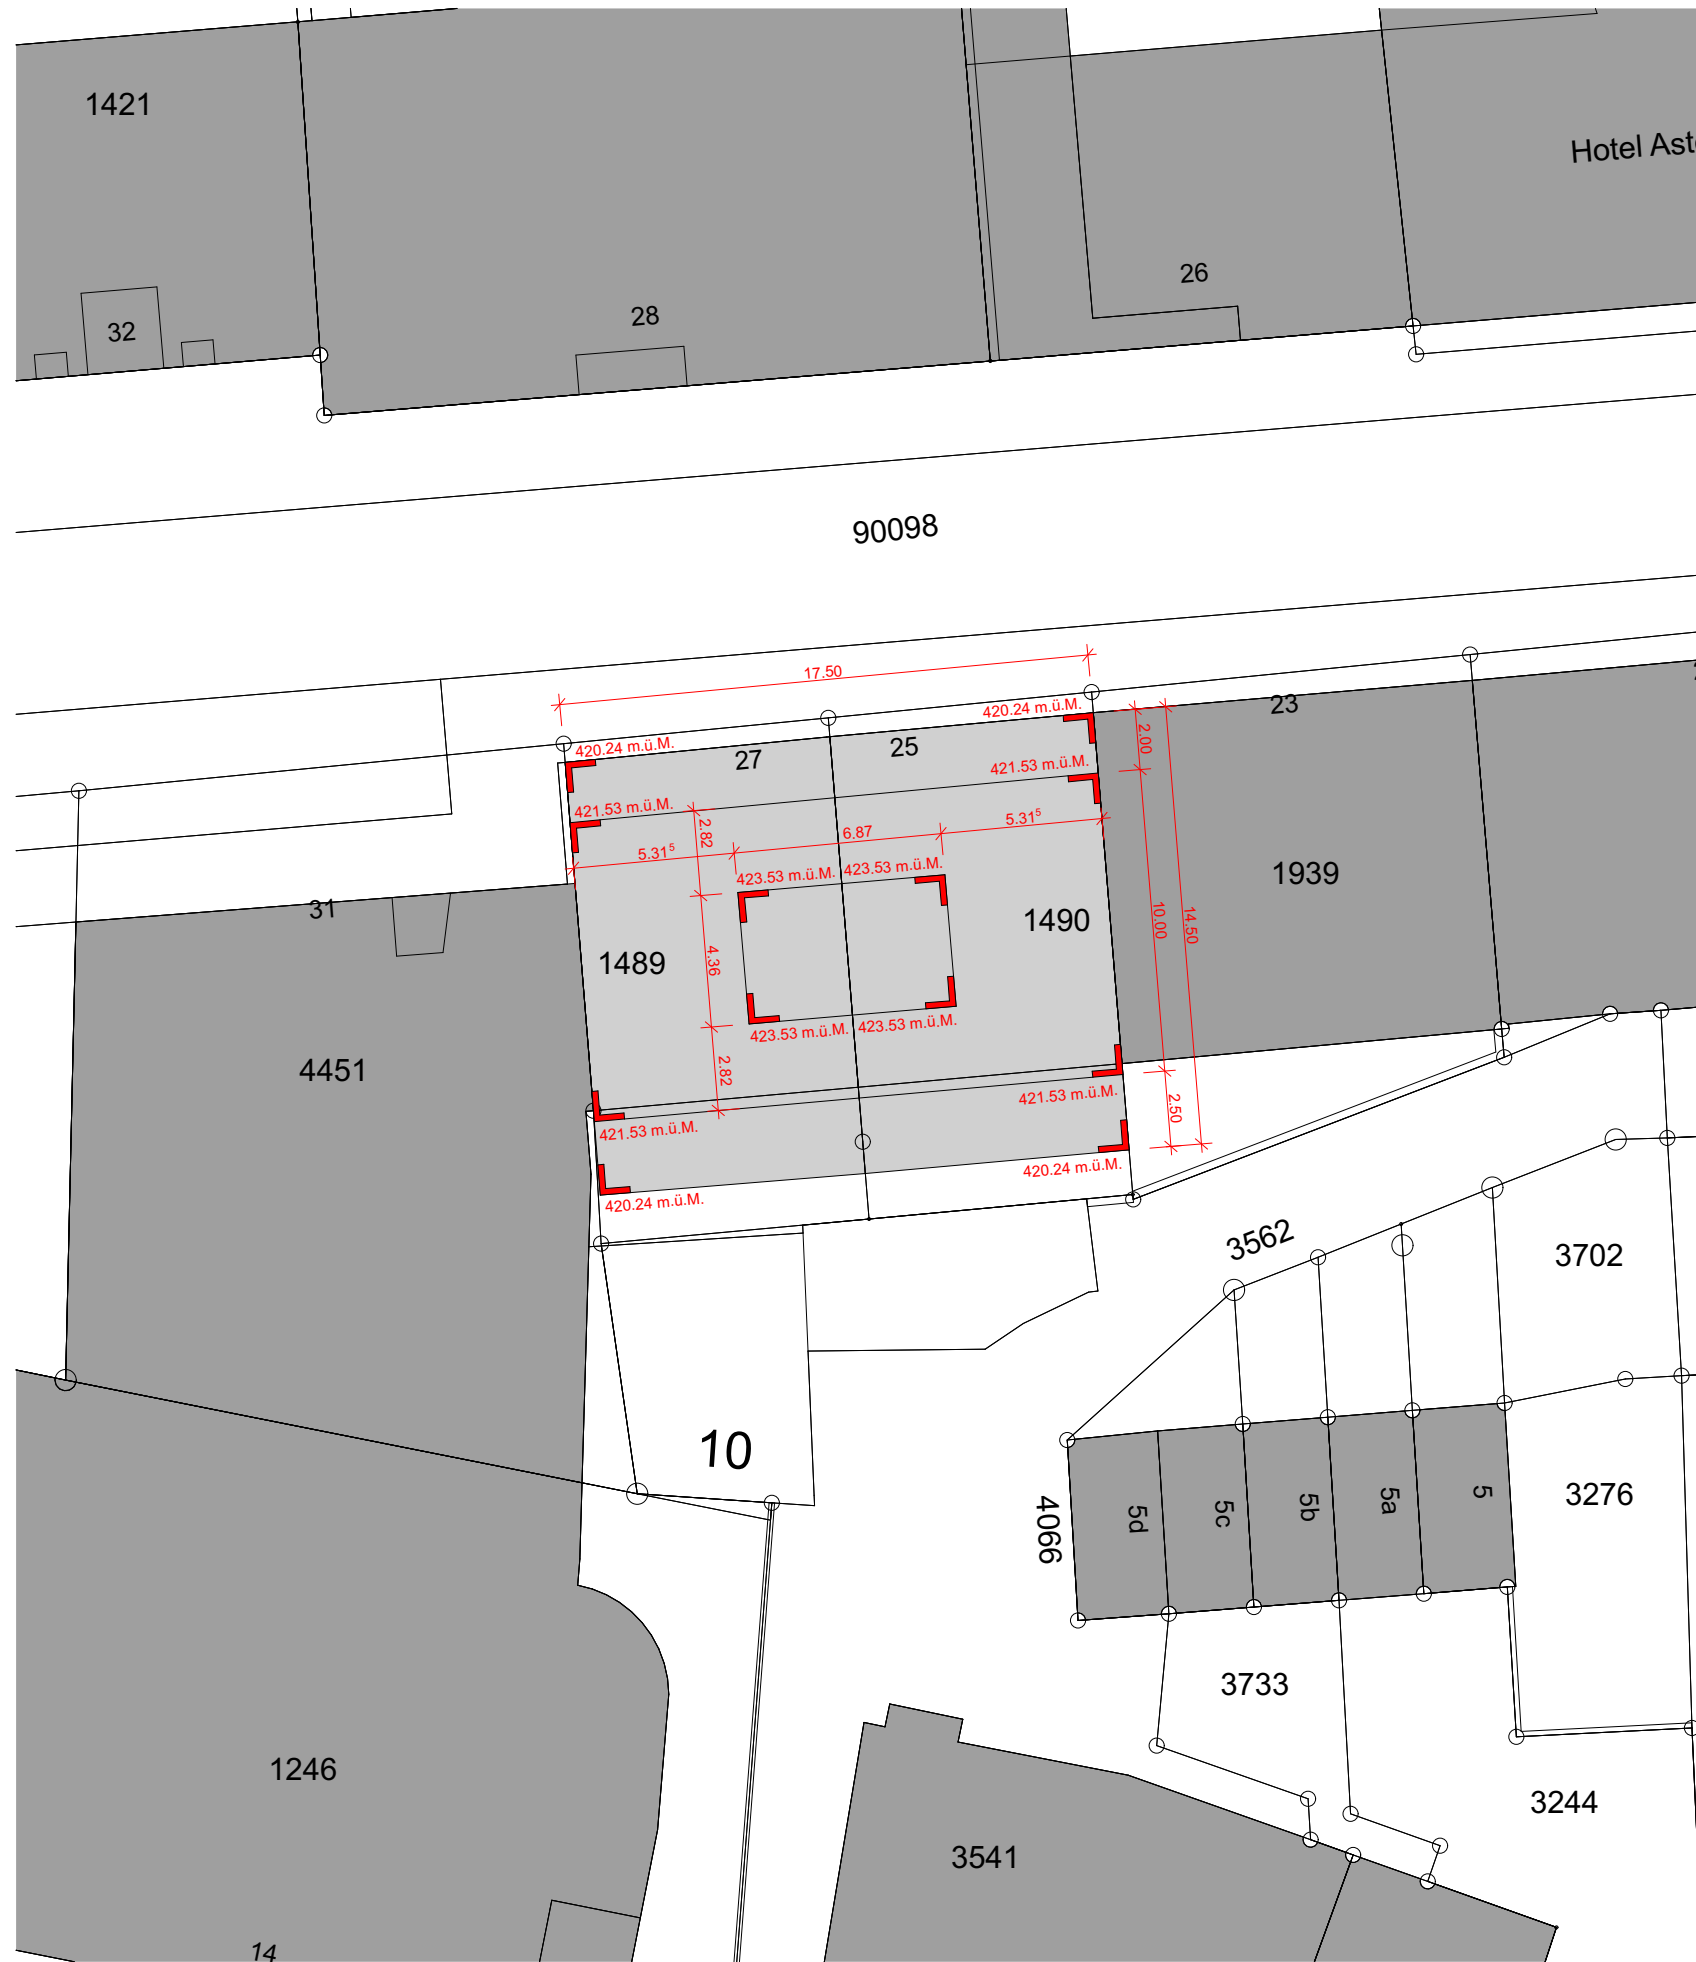 1421
Hotel Ast
32
28
26
90098
17.50
420.24 m.ü.M.
420.24 m.ü.M.
27
25
23
2.00
421.53 m.ü.M.
421.53 m.ü.M.
2.82
5.31⁵
6.87
5.31⁵
423.53 m.ü.M.
423.53 m.ü.M.
1939
31
1489
1490
4.36
10.00
14.50
423.53 m.ü.M.
423.53 m.ü.M.
4451
2.82
421.53 m.ü.M.
421.53 m.ü.M.
2.50
420.24 m.ü.M.
420.24 m.ü.M.
3562
3702
10
4066
5d
5c
5b
5a
5
3276
3733
1246
3244
3541
14